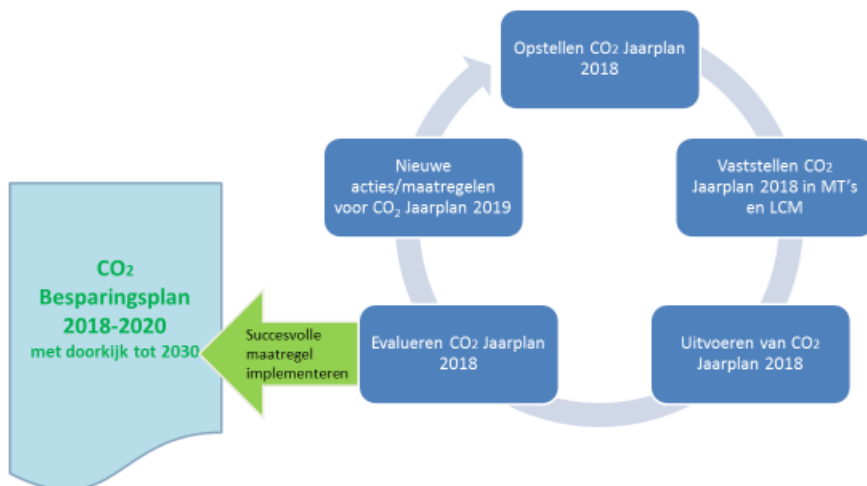 Opstellen CO2 Jaarplan
2018
Vaststellen CO2
Jaarplan 2018 in MT's
en LCM
Uitvoeren van CO2
Jaarplan 2018
Evalueren CO2 Jaarplan
2018
Nieuwe
acties/maatregelen
voor CO2 Jaarplan 2019
Succesvolle
maatregel
implementeren
CO2
Besparingsplan
2018-2020
met doorkijk tot 2030